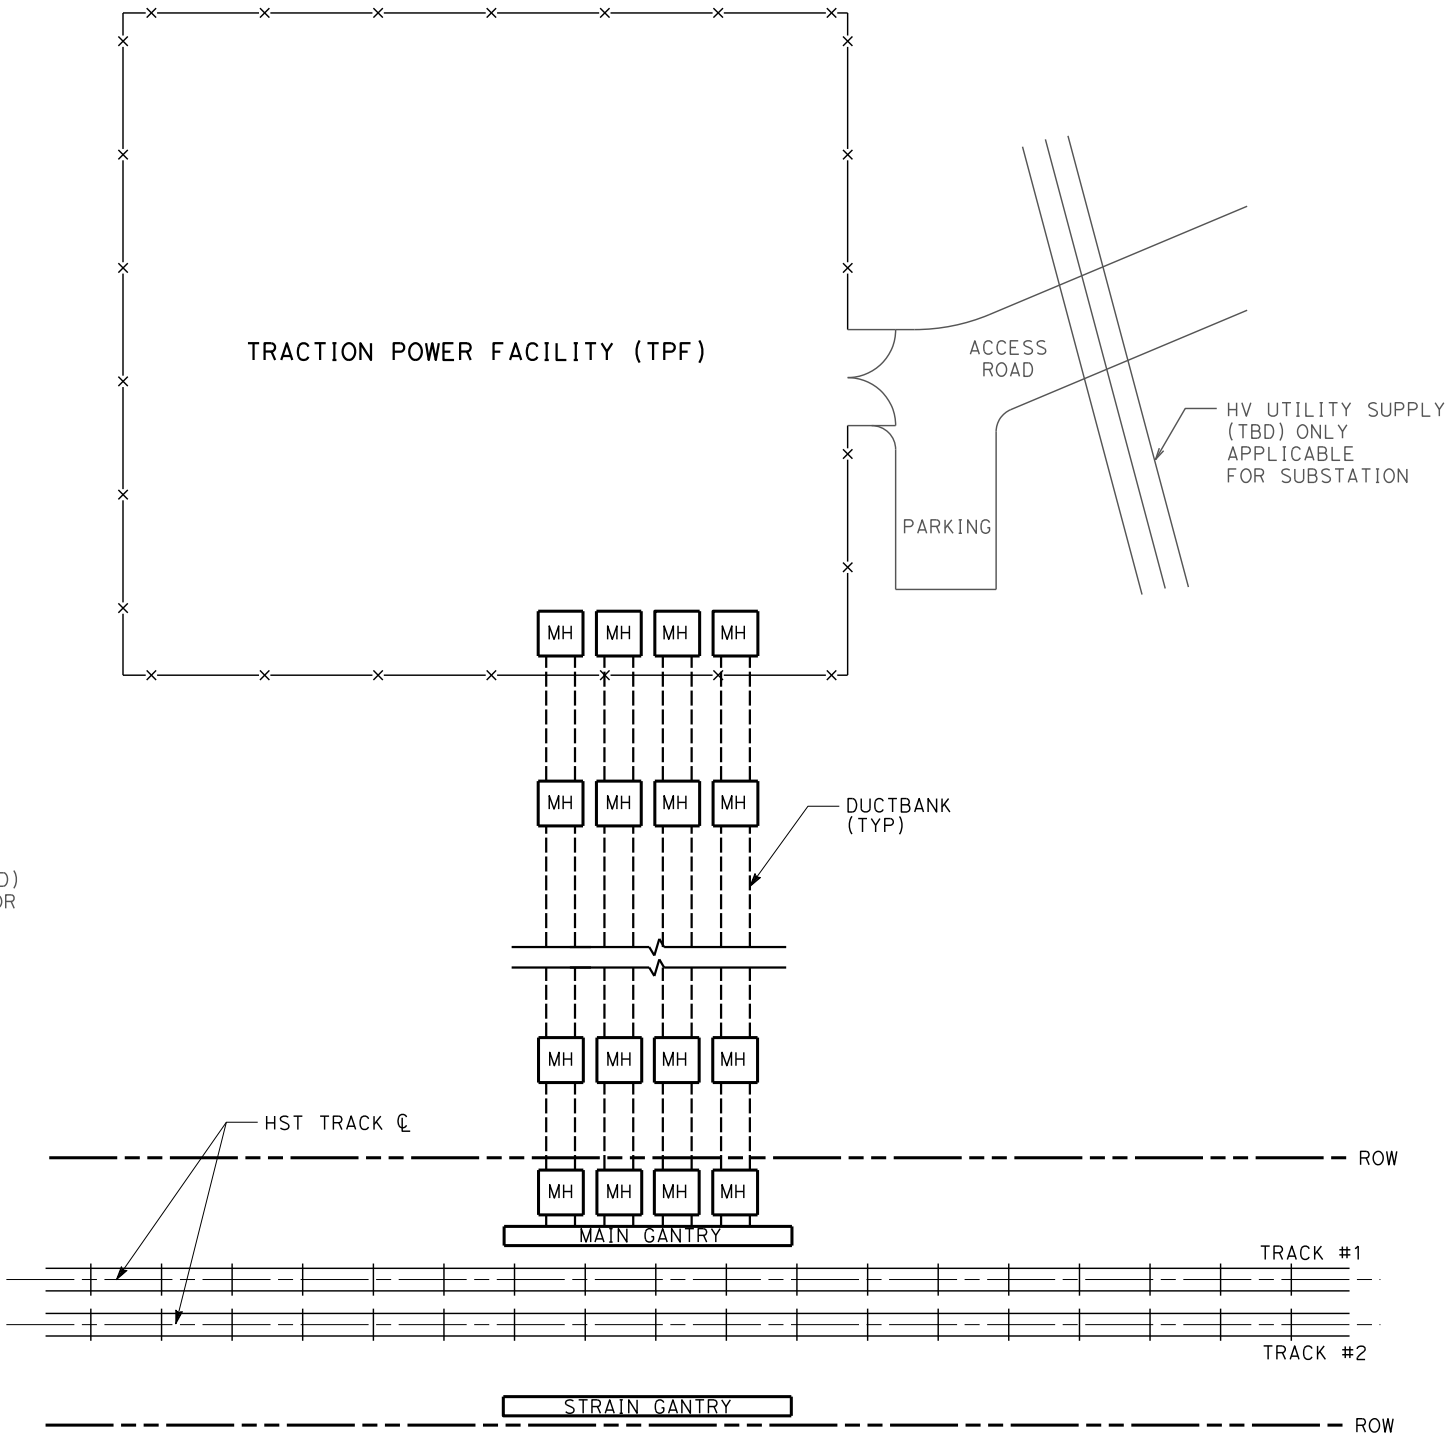 TRACTION POWER FACILITY (TPF)
ACCESS
ROAD
HV UTILITY SUPPLY
(TBD) ONLY
APPLICABLE
FOR SUBSTATION
PARKING
MH MH MH MH
MH MH MH MH
DUCTBANK
(TYP)
D)
OR
MH MH MH MH
HST TRACK ℄
ROW
MH MH MH MH
MAIN GANTRY
TRACK #1
TRACK #2
STRAIN GANTRY
ROW